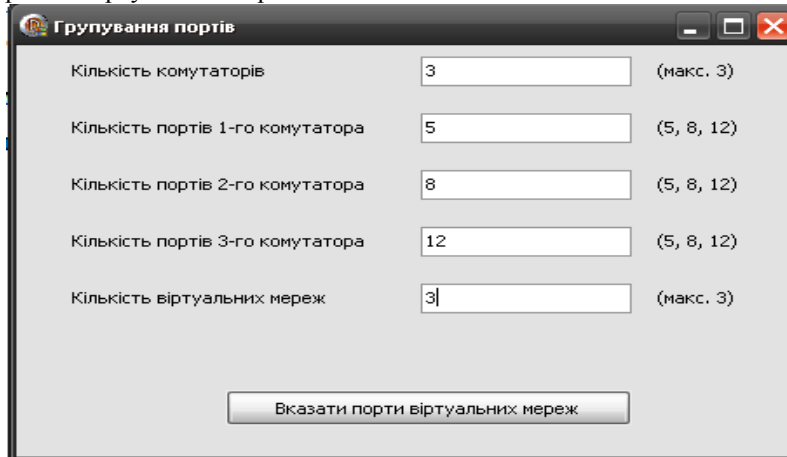 Групування портів
Кількість комутаторів 3 (макс. 3)
Кількість портів 1-го комутатора 5 (5, 8, 12)
Кількість портів 2-го комутатора 8 (5, 8, 12)
Кількість портів 3-го комутатора 12 (5, 8, 12)
Кількість віртуальних мереж 3 (макс. 3)
Вказати порти віртуальних мереж